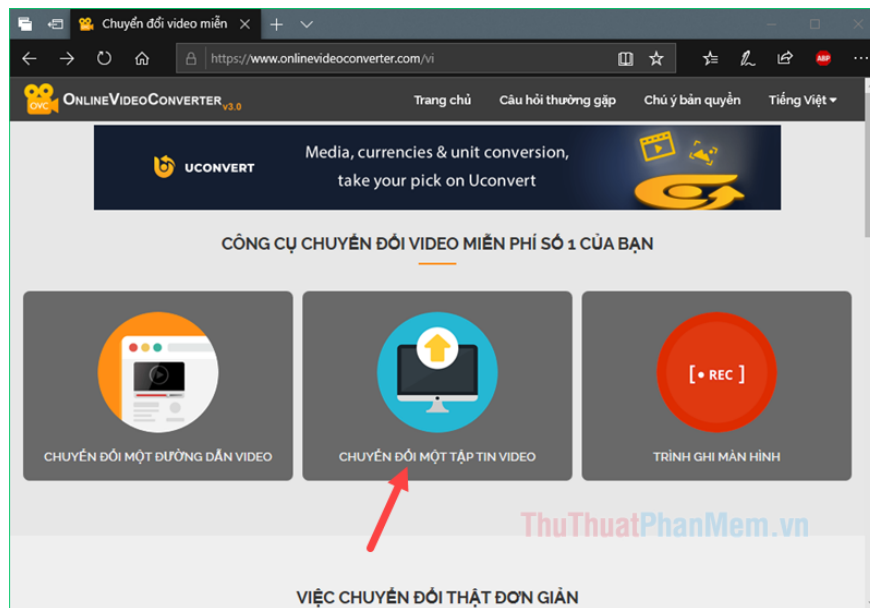 Chuyển đổi video miễn
https://www.onlinevideoconverter.com/vi
ABP
OVC
ONLINEVIDEOCONVERTER v3.0
Trang chủ
Câu hỏi thường gặp
Chú ý bản quyền
Tiếng Việt
UCONVERT
Media, currencies & unit conversion,
take your pick on Uconvert
CÔNG CỤ CHUYỂN ĐỔI VIDEO MIỄN PHÍ SỐ 1 CỦA BẠN
[• REC ]
CHUYỂN ĐỔI MỘT ĐƯỜNG DẪN VIDEO
CHUYỂN ĐỔI MỘT TẬP TIN VIDEO
TRÌNH GHI MÀN HÌNH
ThuThuatPhanMem.vn
VIỆC CHUYỂN ĐỔI THẬT ĐƠN GIẢN